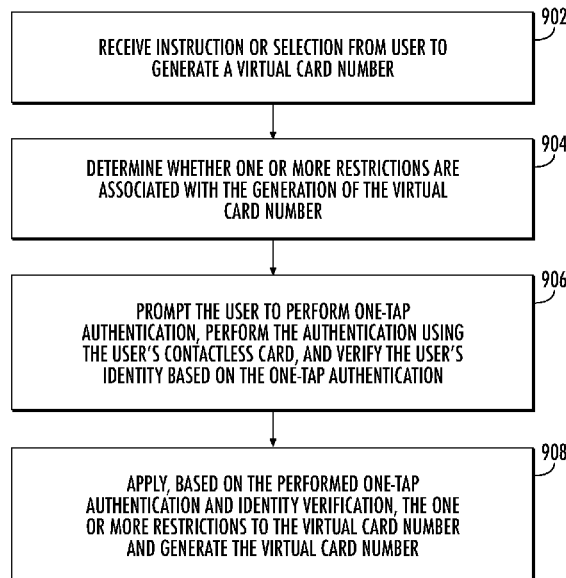 902
RECEIVE INSTRUCTION OR SELECTION FROM USER TO
GENERATE A VIRTUAL CARD NUMBER
904
DETERMINE WHETHER ONE OR MORE RESTRICTIONS ARE
ASSOCIATED WITH THE GENERATION OF THE VIRTUAL
CARD NUMBER
906
PROMPT THE USER TO PERFORM ONE-TAP
AUTHENTICATION, PERFORM THE AUTHENTICATION USING
THE USER'S CONTACTLESS CARD, AND VERIFY THE USER'S
IDENTITY BASED ON THE ONE-TAP AUTHENTICATION
908
APPLY, BASED ON THE PERFORMED ONE-TAP
AUTHENTICATION AND IDENTITY VERIFICATION, THE ONE
OR MORE RESTRICTIONS TO THE VIRTUAL CARD NUMBER
AND GENERATE THE VIRTUAL CARD NUMBER